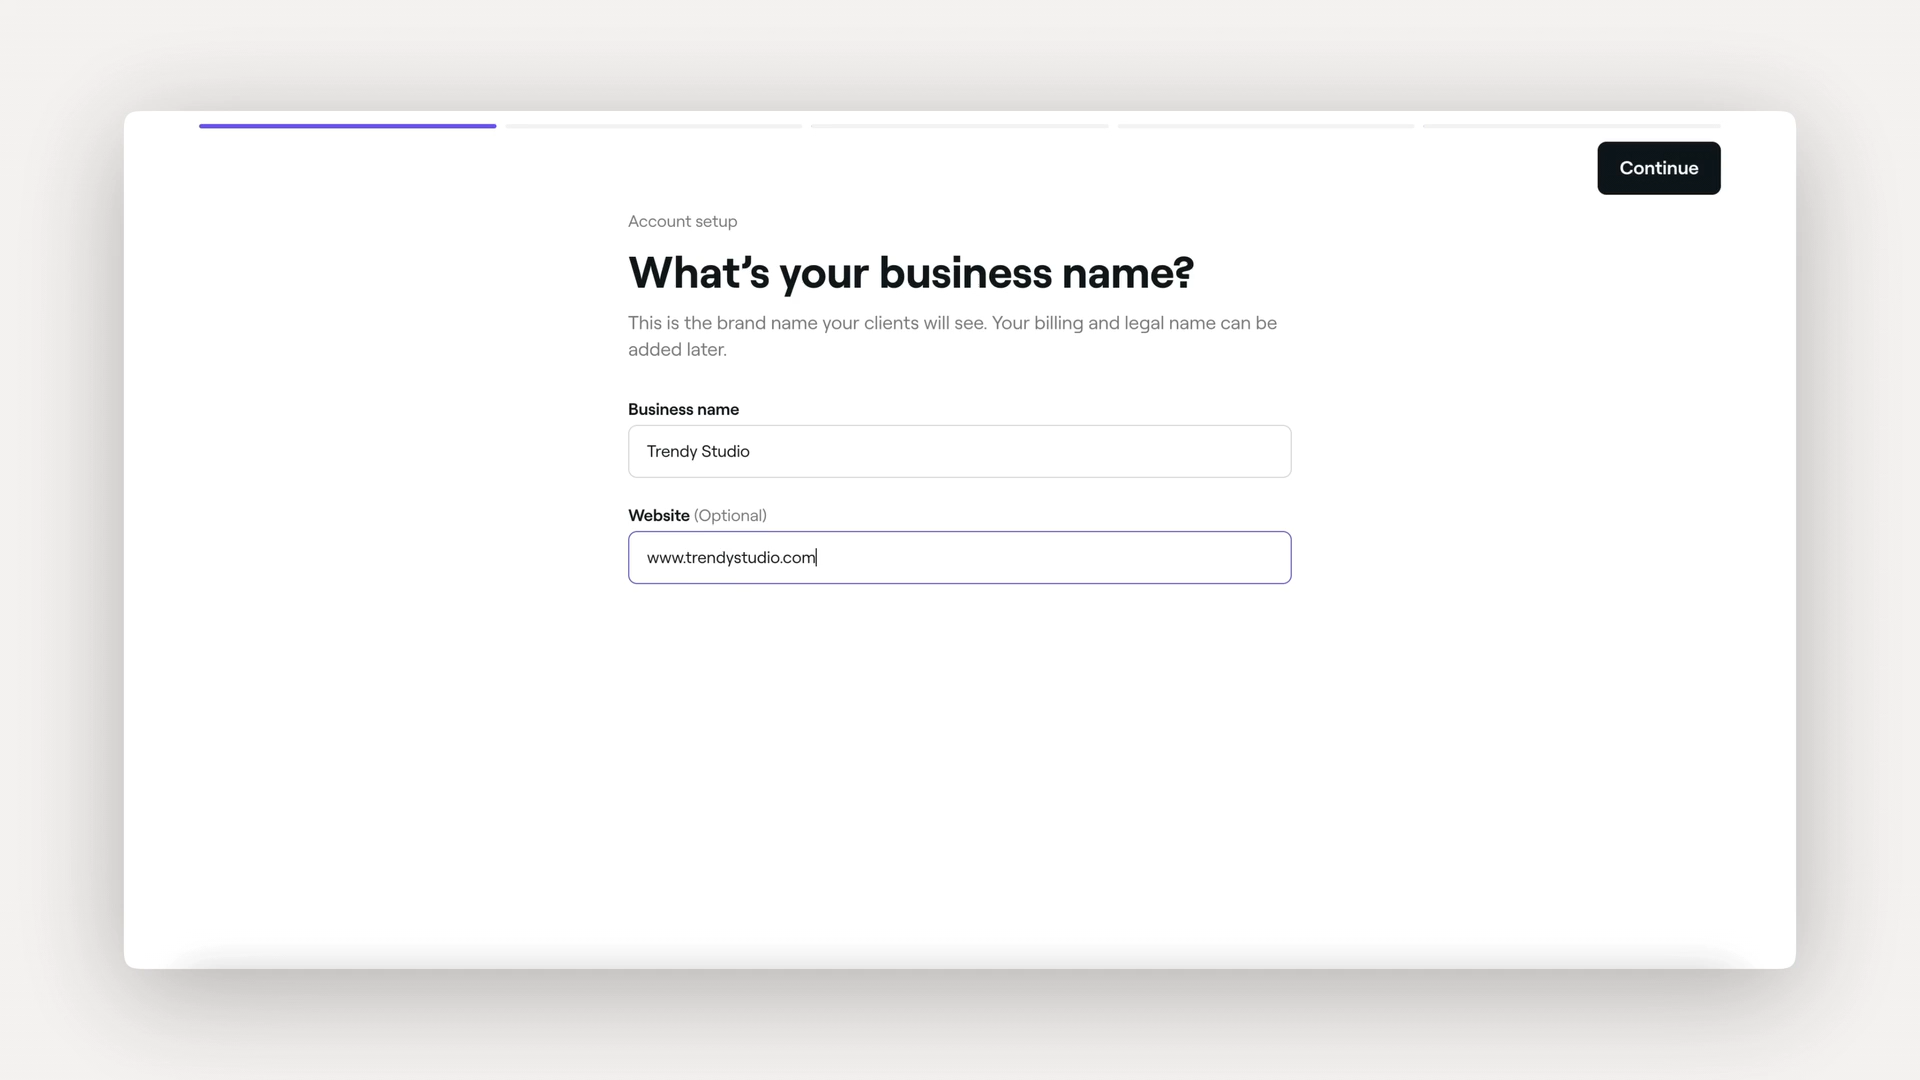 Continue
Account setup
What’s your business name?
This is the brand name your clients will see. Your billing and legal name can be
added later.
Business name
Trendy Studio
Website (Optional)
www.trendystudio.com